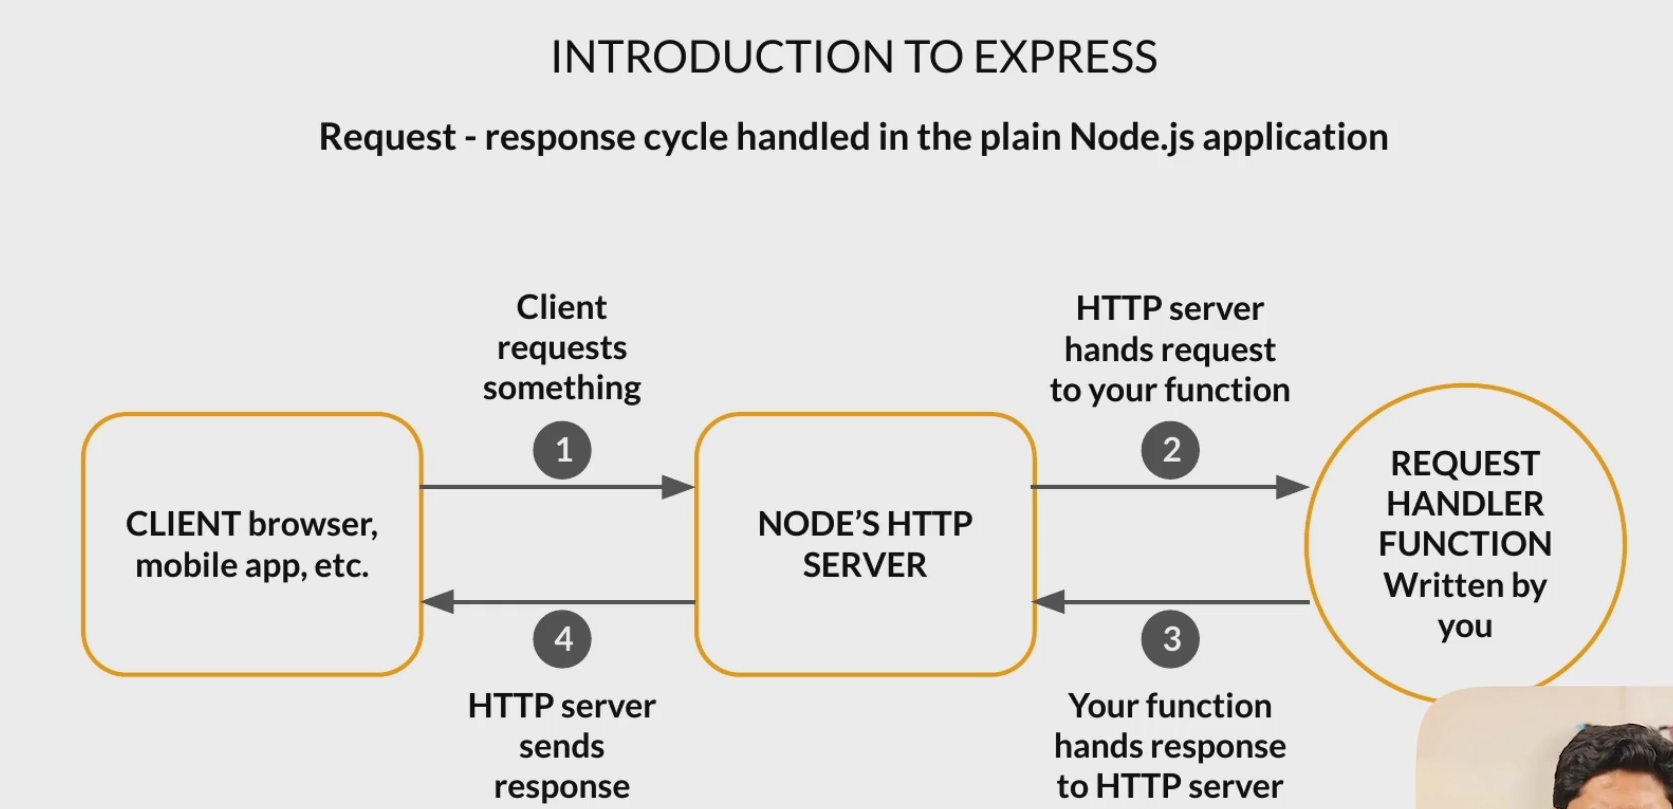 INTRODUCTION TO EXPRESS
Request - response cycle handled in the plain Node.js application
Client
requests
something
1
HTTP server
hands request
to your function
2
CLIENT browser,
mobile app, etc.
NODE’S HTTP
SERVER
REQUEST
HANDLER
FUNCTION
Written by
you
4
HTTP server
sends
response
3
Your function
hands response
to HTTP server